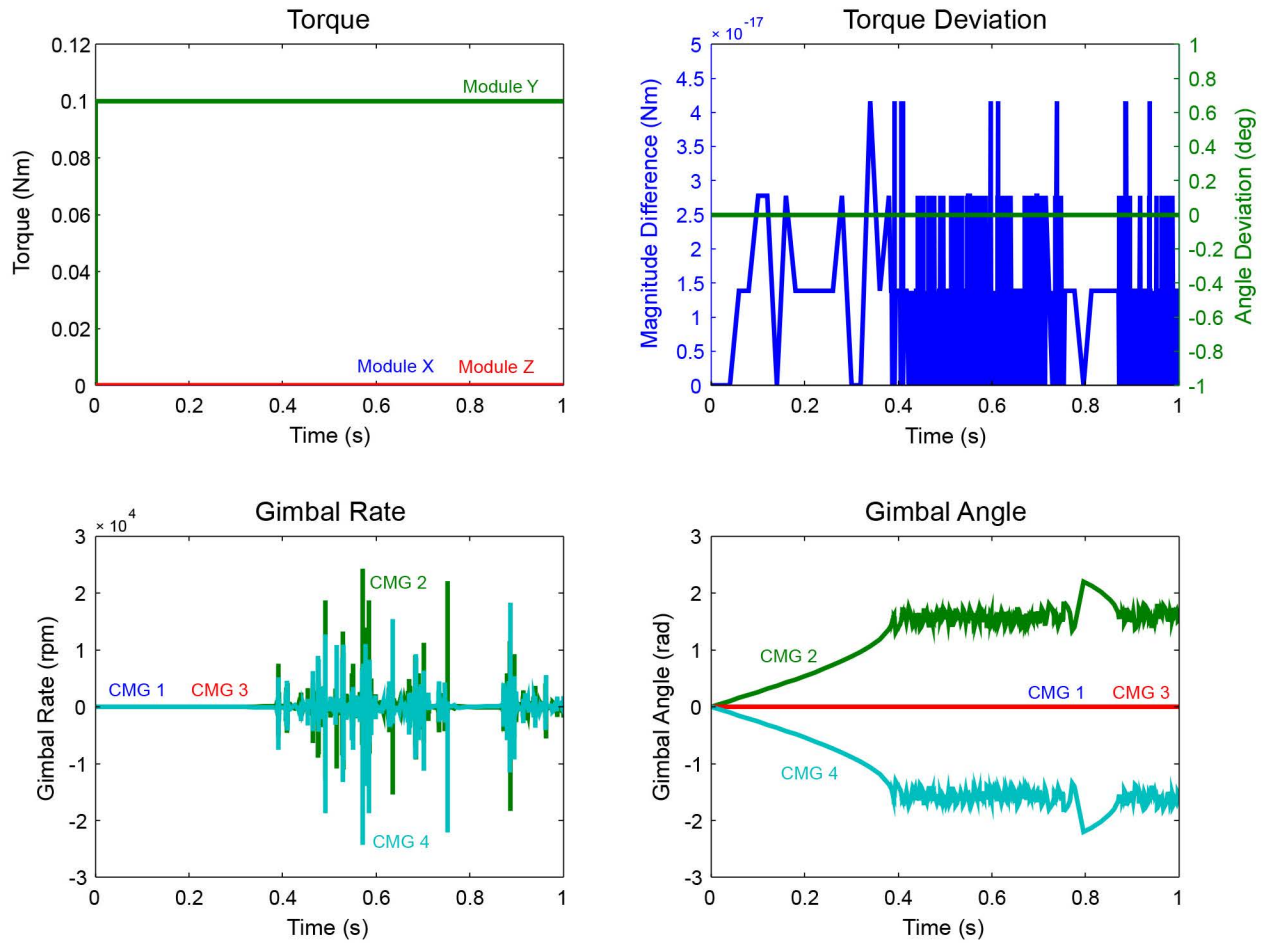 Torque
0.12
0.1
0.08
0.06
0.04
0.02
0
Torque (Nm)
Module Y
Module X
Module Z
0
0.2
0.4
0.6
0.8
1
Time (s)
Torque Deviation
× 10^-17
5
4.5
4
3.5
3
2.5
2
1.5
1
0.5
0
Magnitude Difference (Nm)
1
0.8
0.6
0.4
0.2
0
-0.2
-0.4
-0.6
-0.8
-1
Angle Deviation (deg)
0
0.2
0.4
0.6
0.8
1
Time (s)
Gimbal Rate
× 10^4
3
2
1
0
-1
-2
-3
Gimbal Rate (rpm)
CMG 2
CMG 1
CMG 3
CMG 4
0
0.2
0.4
0.6
0.8
1
Time (s)
Gimbal Angle
3
2
1
0
-1
-2
-3
Gimbal Angle (rad)
CMG 2
CMG 1
CMG 3
CMG 4
0
0.2
0.4
0.6
0.8
1
Time (s)